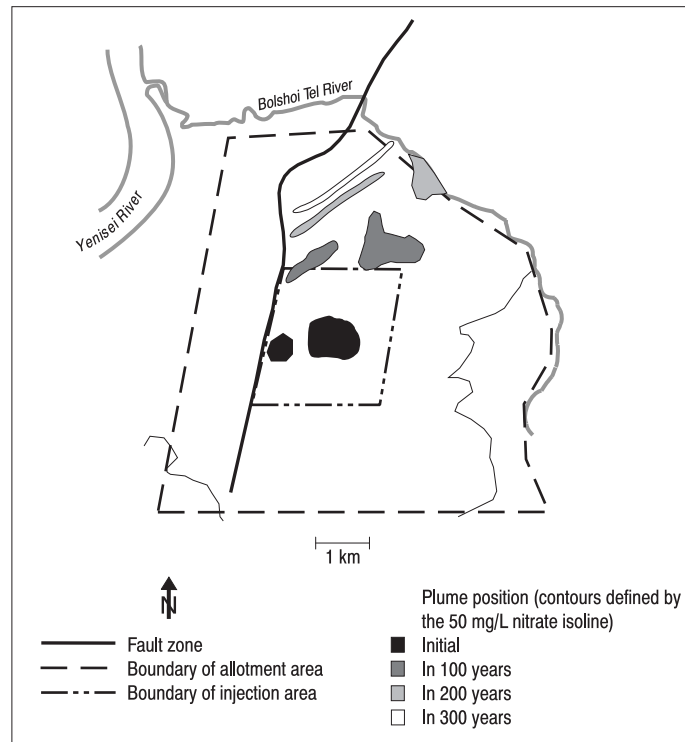 Bolshoi Tel River
Yenisei River
1 km
N
Fault zone
Boundary of allotment area
Boundary of injection area
Plume position (contours defined by
the 50 mg/L nitrate isoline)
Initial
In 100 years
In 200 years
In 300 years